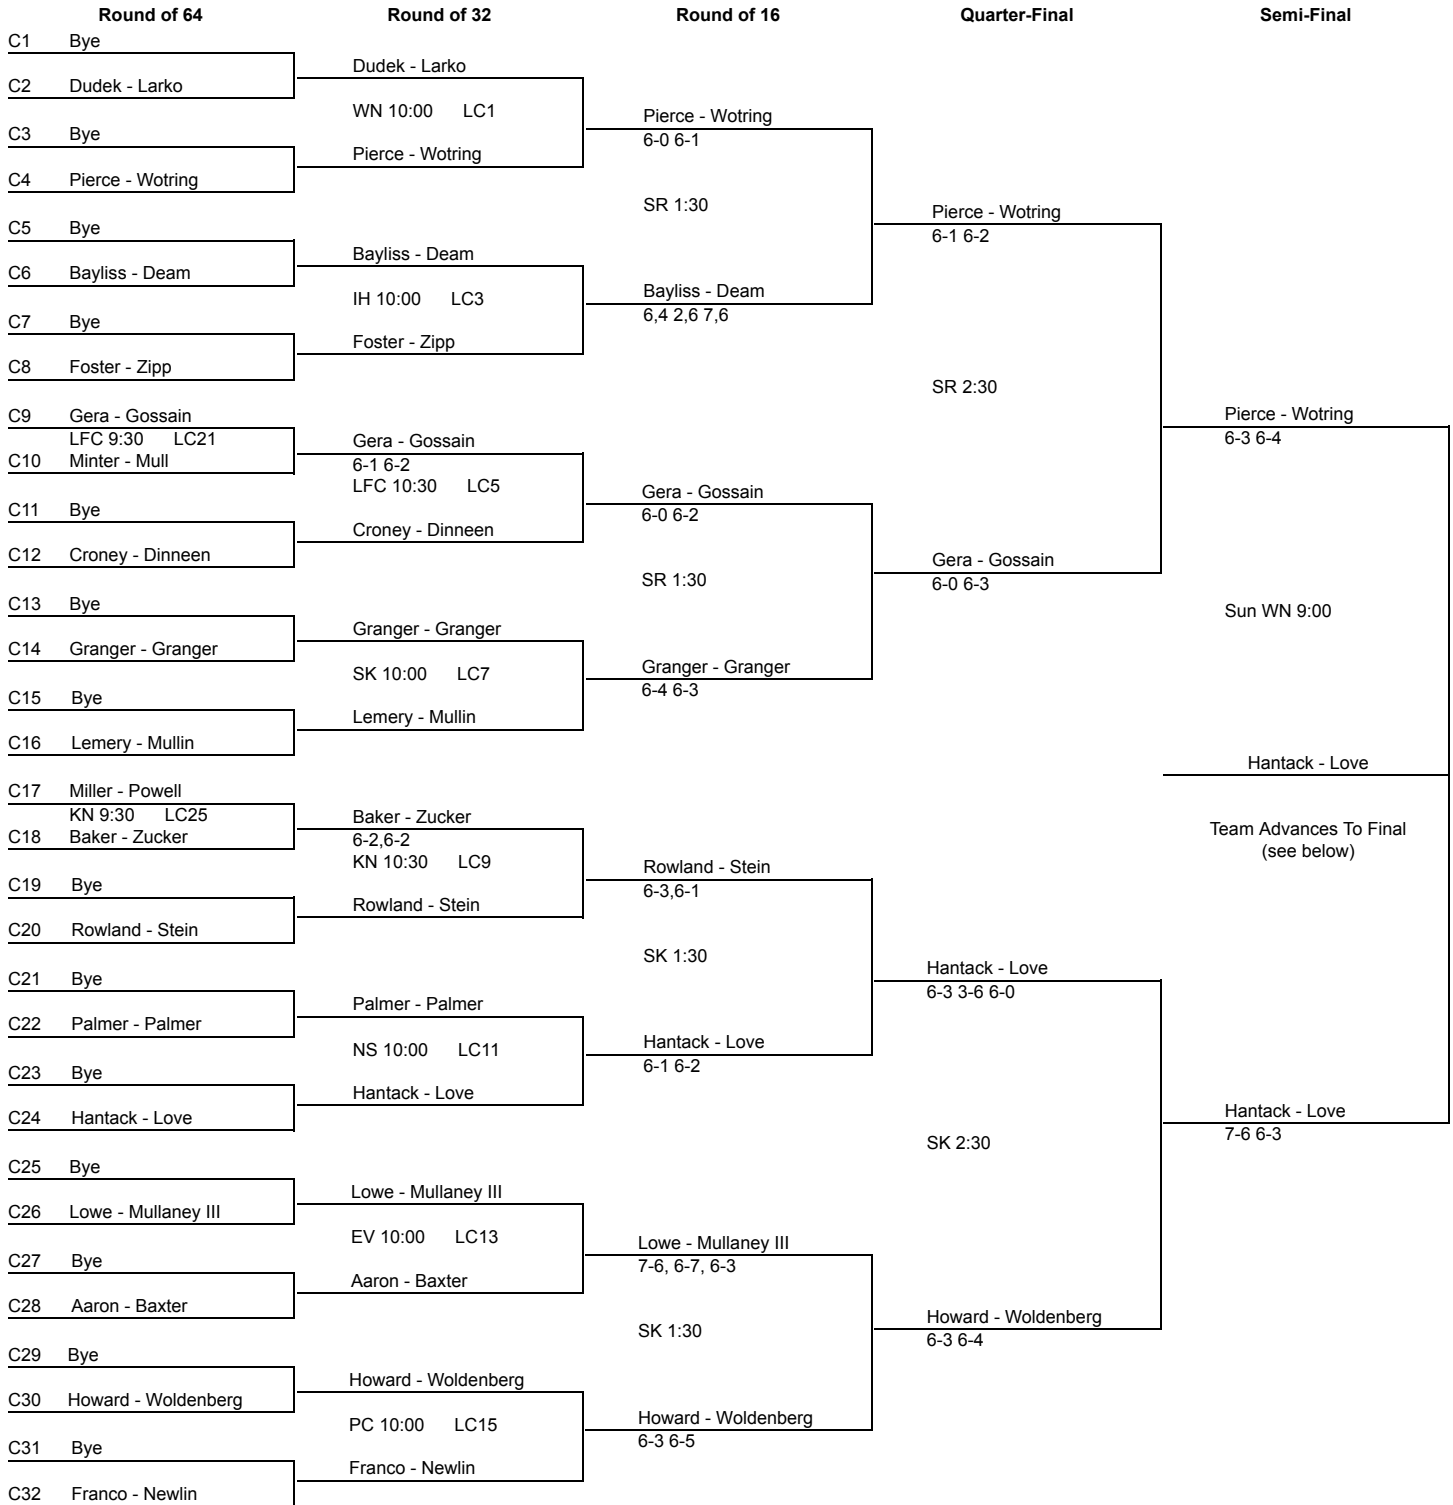 Round of 64 Round of 32 Round of 16 Quarter-Final Semi-Final
C1 Bye
Dudek - Larko
C2 Dudek - Larko
WN 10:00 LC1
Pierce - Wotring
6-0 6-1
C3 Bye
Pierce - Wotring
C4 Pierce - Wotring
SR 1:30
Pierce - Wotring
6-1 6-2
C5 Bye
Bayliss - Deam
C6 Bayliss - Deam
IH 10:00 LC3
Bayliss - Deam
6,4 2,6 7,6
C7 Bye
Foster - Zipp
C8 Foster - Zipp
SR 2:30
Pierce - Wotring
6-3 6-4
C9 Gera - Gossain
LFC 9:30 LC21
C10 Minter - Mull
Gera - Gossain
6-1 6-2
LFC 10:30 LC5
Gera - Gossain
6-0 6-2
C11 Bye
Croney - Dinneen
C12 Croney - Dinneen
SR 1:30
Gera - Gossain
6-0 6-3
C13 Bye
Granger - Granger
C14 Granger - Granger
Sun WN 9:00
SK 10:00 LC7
Granger - Granger
6-4 6-3
C15 Bye
Lemery - Mullin
C16 Lemery - Mullin
Hantack - Love
C17 Miller - Powell
KN 9:30 LC25
C18 Baker - Zucker
Baker - Zucker
6-2,6-2
KN 10:30 LC9
Team Advances To Final
(see below)
Rowland - Stein
6-3,6-1
C19 Bye
Rowland - Stein
C20 Rowland - Stein
SK 1:30
Hantack - Love
6-3 3-6 6-0
C21 Bye
Palmer - Palmer
C22 Palmer - Palmer
NS 10:00 LC11
Hantack - Love
6-1 6-2
C23 Bye
Hantack - Love
C24 Hantack - Love
SK 2:30
Hantack - Love
7-6 6-3
C25 Bye
Lowe - Mullaney III
C26 Lowe - Mullaney III
EV 10:00 LC13
Lowe - Mullaney III
7-6, 6-7, 6-3
C27 Bye
Aaron - Baxter
C28 Aaron - Baxter
SK 1:30
Howard - Woldenberg
6-3 6-4
C29 Bye
Howard - Woldenberg
C30 Howard - Woldenberg
PC 10:00 LC15
Howard - Woldenberg
6-3 6-5
C31 Bye
Franco - Newlin
C32 Franco - Newlin